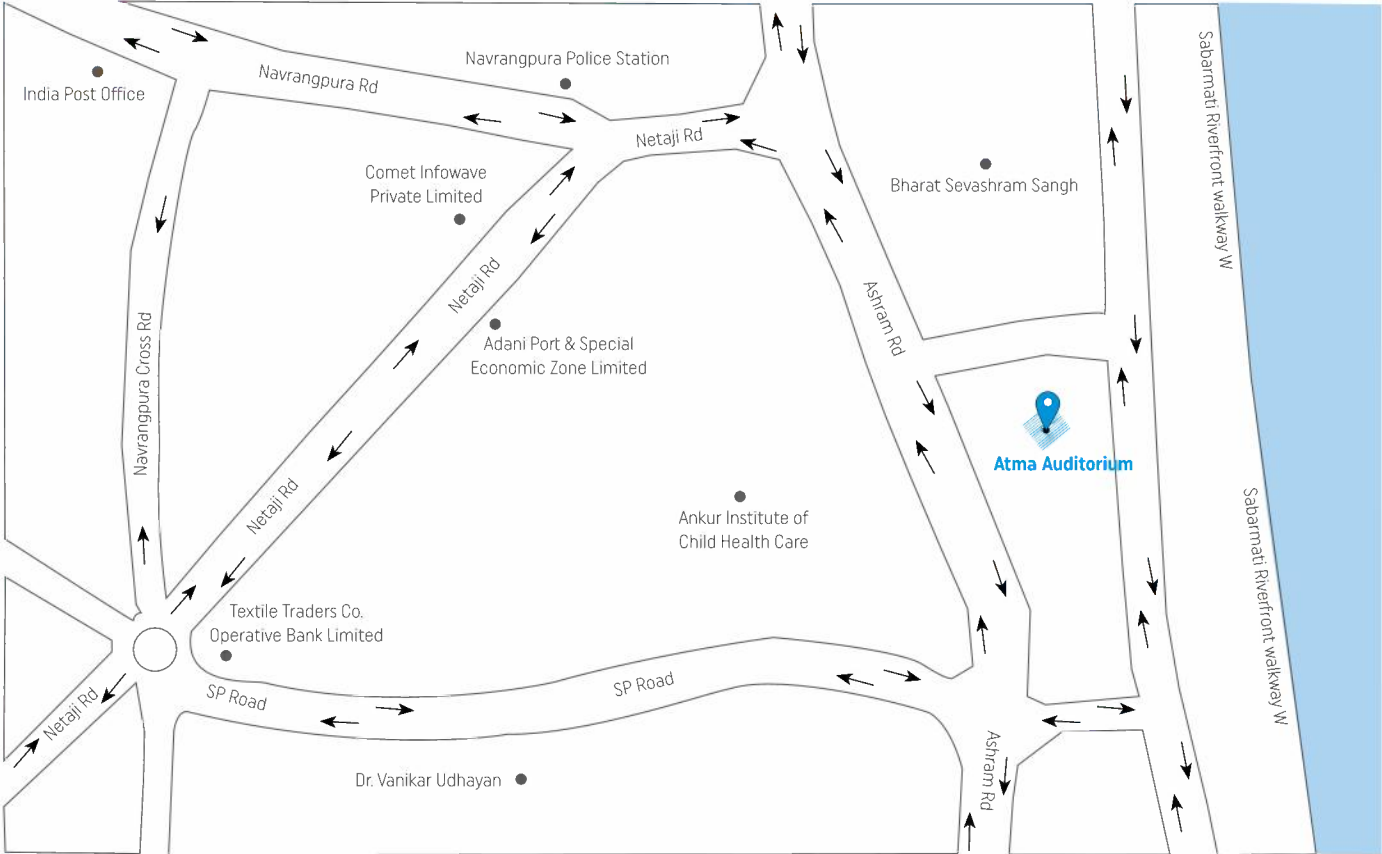 Navrangpura Police Station
India Post Office
Navrangpura Rd
Netaji Rd
Sabarmati Riverfront walkway W
Comet Infowave
Private Limited
Bharat Sevashram Sangh
Netaji Rd
Ashram Rd
Navrangpura Cross Rd
Adani Port & Special
Economic Zone Limited
Atma Auditorium
Netaji Rd
Ankur Institute of
Child Health Care
Sabarmati Riverfront walkway W
Textile Traders Co.
Operative Bank Limited
Netaji Rd
SP Road
SP Road
Ashram Rd
Dr. Vanikar Udhayan